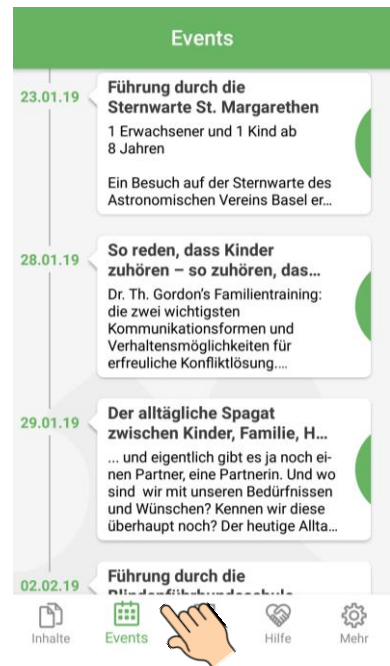 Events
23.01.19
Führung durch die
Sternwarte St. Margarethen
1 Erwachsener und 1 Kind ab
8 Jahren
Ein Besuch auf der Sternwarte des
Astronomischen Vereins Basel er...
28.01.19
So reden, dass Kinder
zuhören – so zuhören, das...
Dr. Th. Gordon's Familientraining:
die zwei wichtigsten
Kommunikationsformen und
Verhaltensmöglichkeiten für
erfreuliche Konfliktlösung....
29.01.19
Der alltägliche Spagat
zwischen Kinder, Familie, H...
... und eigentlich gibt es ja noch ei-
nen Partner, eine Partnerin. Und wo
sind wir mit unseren Bedürfnissen
und Wünschen? Kennen wir diese
überhaupt noch? Der heutige Allta...
02.02.19
Führung durch die
Blindenführhundeschule
Inhalte
Events
Hilfe
Mehr